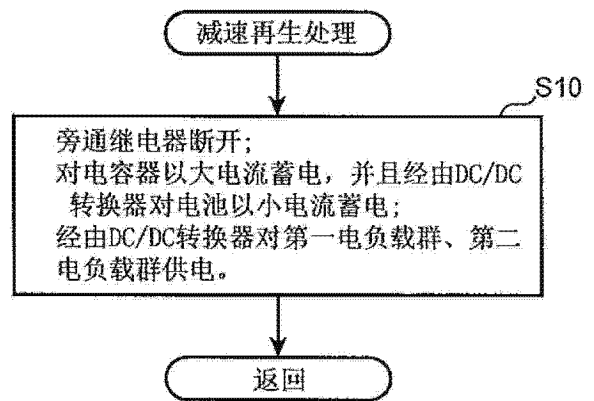 减速再生处理
S10
旁通继电器断开;
对电容器以大电流蓄电，并且经由DC/DC
转换器对电池以小电流蓄电;
经由DC/DC转换器对第一电负载群、第二
电负载群供电。
返回